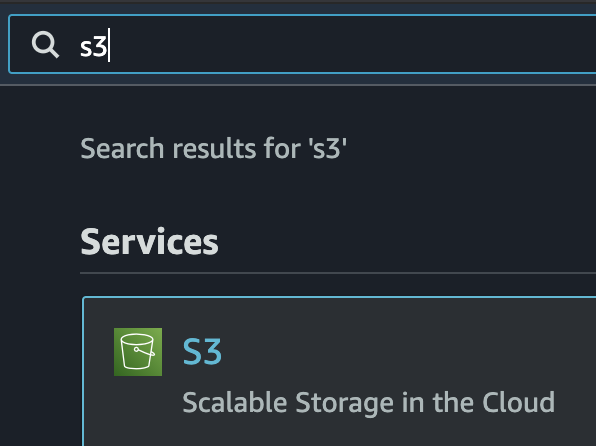 s3
Search results for 's3'
Services
S3
Scalable Storage in the Cloud